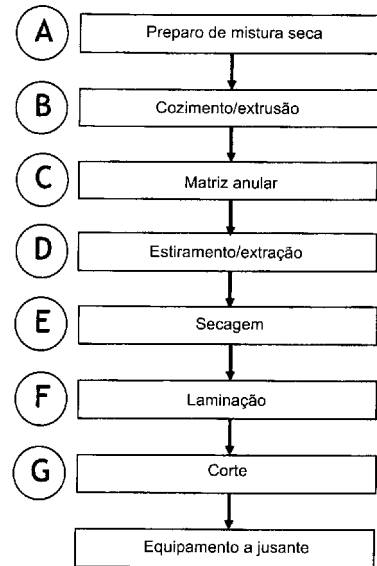 A Preparo de mistura seca
B Cozimento/extrusão
C Matriz anular
D Estiramento/extração
E Secagem
F Laminação
G Corte
Equipamento a jusante